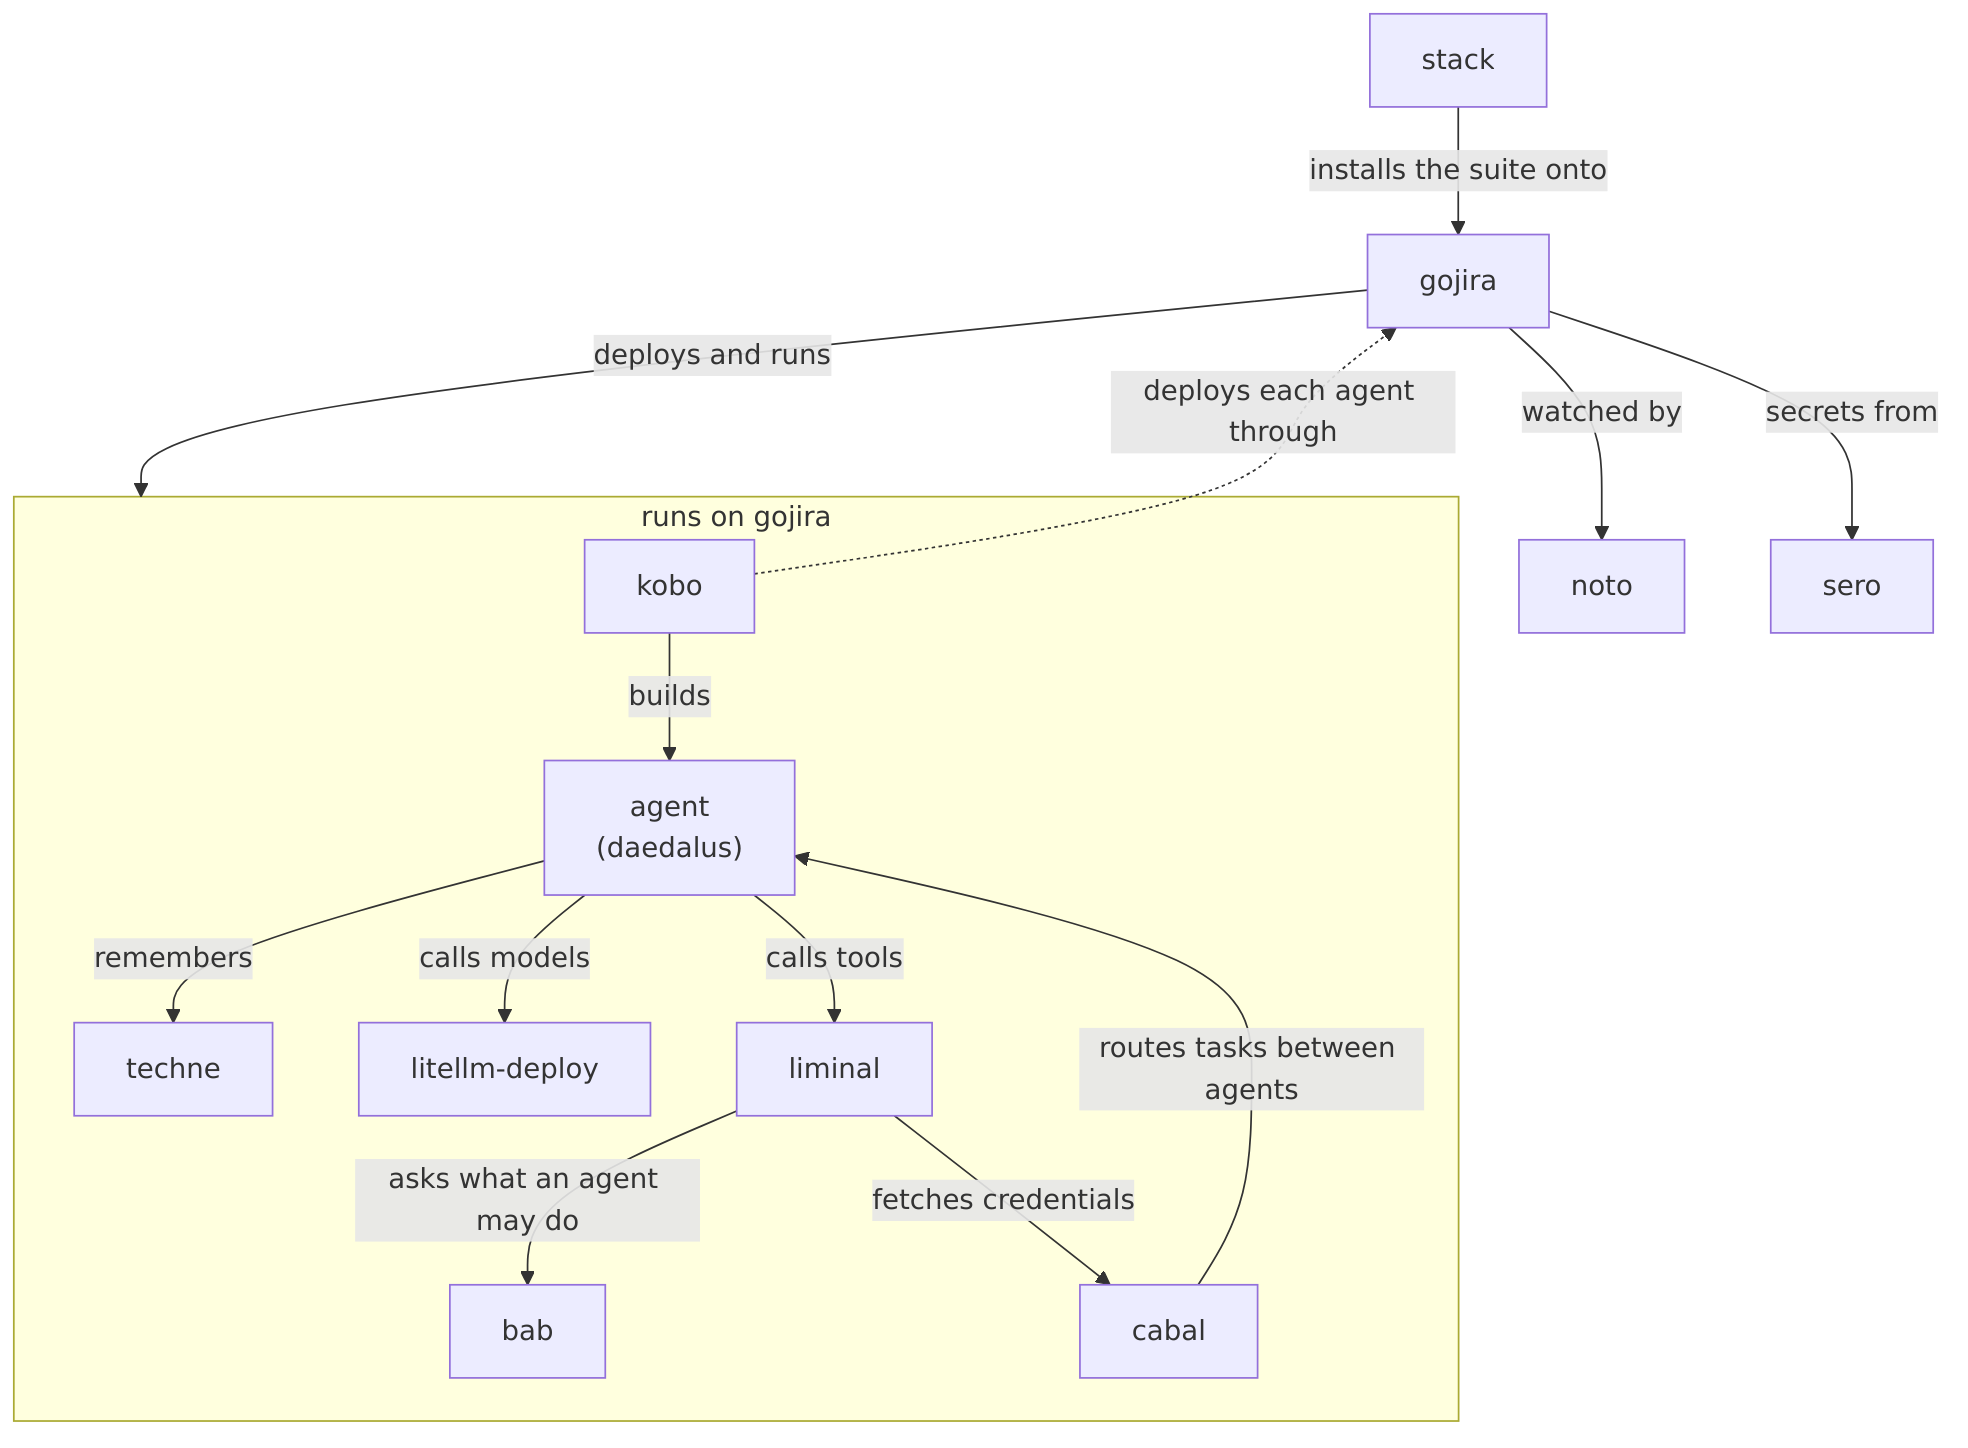 stack
installs the suite onto
gojira
deploys and runs
deploys each agent
through
watched by
secrets from
runs on gojira
kobo
noto
sero
builds
agent
(daedalus)
remembers
calls models
calls tools
techne
litellm-deploy
liminal
routes tasks between
agents
asks what an agent
may do
fetches credentials
bab
cabal